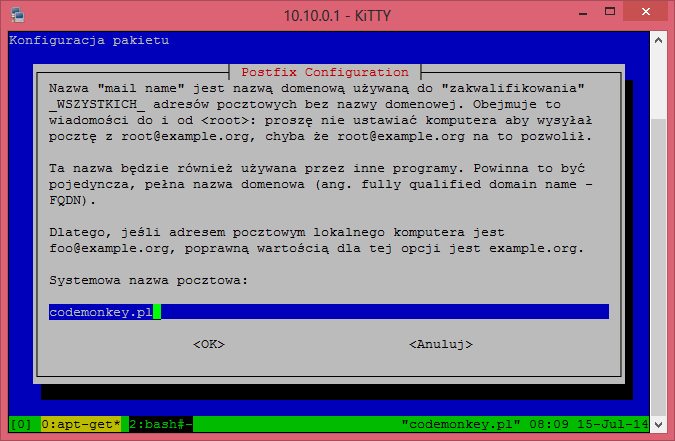 10.10.0.1 - KiTTY
Konfiguracja pakietu
Postfix Configuration
Nazwa "mail name" jest nazwą domenową używaną do "zakwalifikowania"
_WSZYSTKICH_ adresów pocztowych bez nazwy domenowej. Obejmuje to
wiadomości do i od <root>: proszę nie ustawiać komputera aby wysyłał
pocztę z root@example.org, chyba że root@example.org na to pozwolił.
Ta nazwa będzie również używana przez inne programy. Powinna to być
pojedyncza, pełna nazwa domenowa (ang. fully qualified domain name -
FQDN).
Dlatego, jeśli adresem pocztowym lokalnego komputera jest
foo@example.org, poprawną wartością dla tej opcji jest example.org.
Systemowa nazwa pocztowa:
codemonkey.pl
<OK> <Anuluj>
[0] 0:apt-get* 2:bash#- "codemonkey.pl" 08:09 15-Jul-14